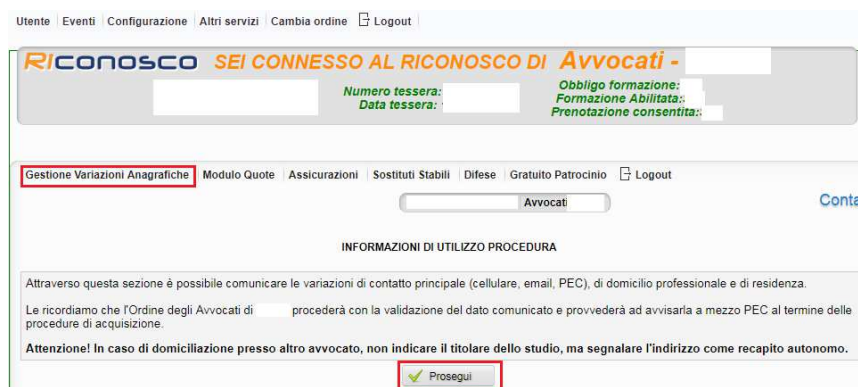 Utente Eventi Configurazione Altri servizi Cambia ordine Logout
RICONOSCO SEI CONNESSO AL RICONOSCO DI Avvocati -
Numero tessera:
Data tessera:
Obbligo formazione:
Formazione Abilitata:
Prenotazione consentita:
Gestione Variazioni Anagrafiche Modulo Quote Assicurazioni Sostituti Stabili Difese Gratuito Patrocinio Logout
Avvocati
Conta
INFORMAZIONI DI UTILIZZO PROCEDURA
Attraverso questa sezione è possibile comunicare le variazioni di contatto principale (cellulare, email, PEC), di domicilio professionale e di residenza.
Le ricordiamo che l'Ordine degli Avvocati di procederà con la validazione del dato comunicato e provvederà ad avvisarla a mezzo PEC al termine delle
procedure di acquisizione.
Attenzione! In caso di domiciliazione presso altro avvocato, non indicare il titolare dello studio, ma segnalare l'indirizzo come recapito autonomo.
Prosegui